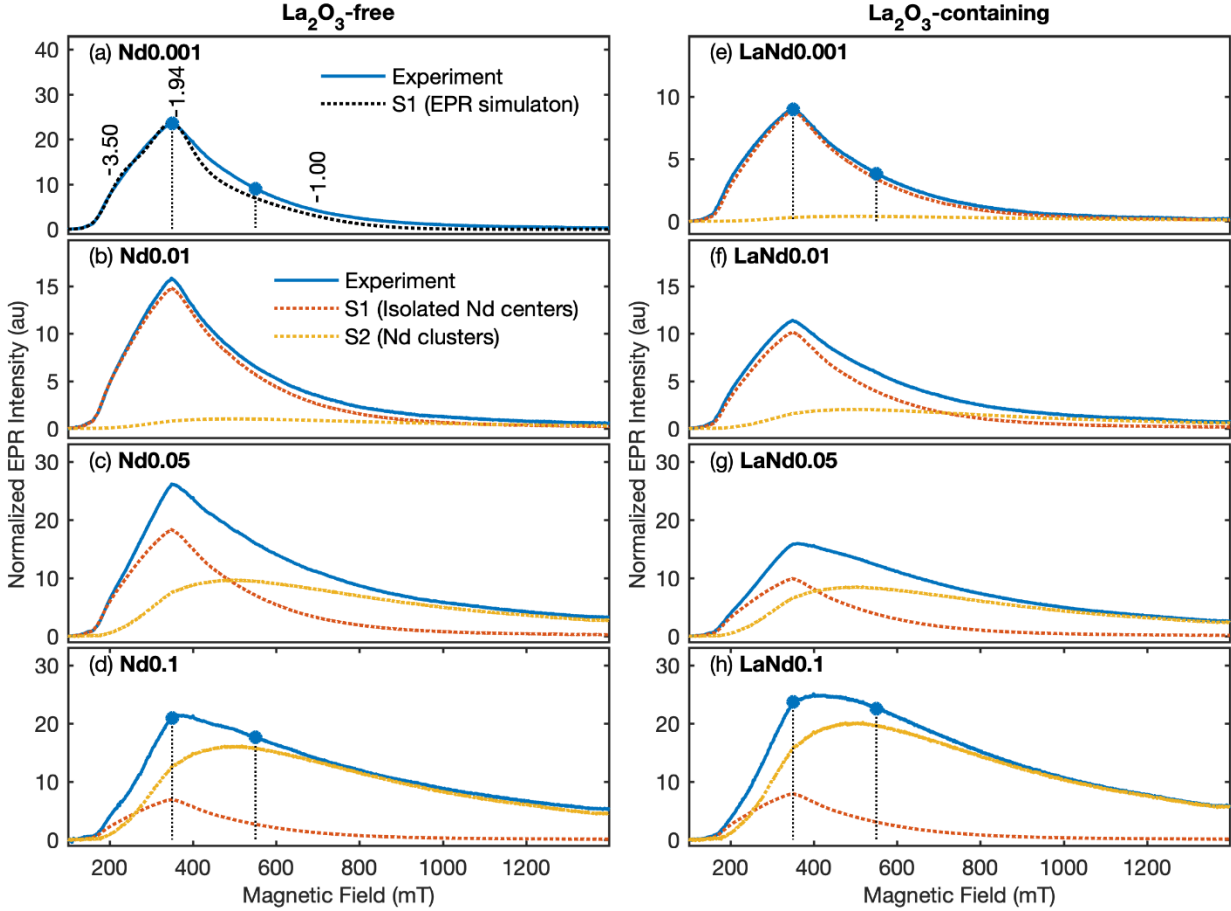 La₂O₃-free
La₂O₃-containing
Normalized EPR Intensity (au)
(a) Nd0.001
40
30
20
10
0
-3.50
-1.94
-1.00
Experiment
S1 (EPR simulaton)
(b) Nd0.01
15
10
5
0
Experiment
S1 (Isolated Nd centers)
S2 (Nd clusters)
(c) Nd0.05
30
20
10
0
(d) Nd0.1
30
20
10
0
200 400 600 800 1000 1200
Magnetic Field (mT)
Normalized EPR Intensity (au)
(e) LaNd0.001
10
5
0
(f) LaNd0.01
15
10
5
0
(g) LaNd0.05
30
20
10
0
(h) LaNd0.1
30
20
10
0
200 400 600 800 1000 1200
Magnetic Field (mT)